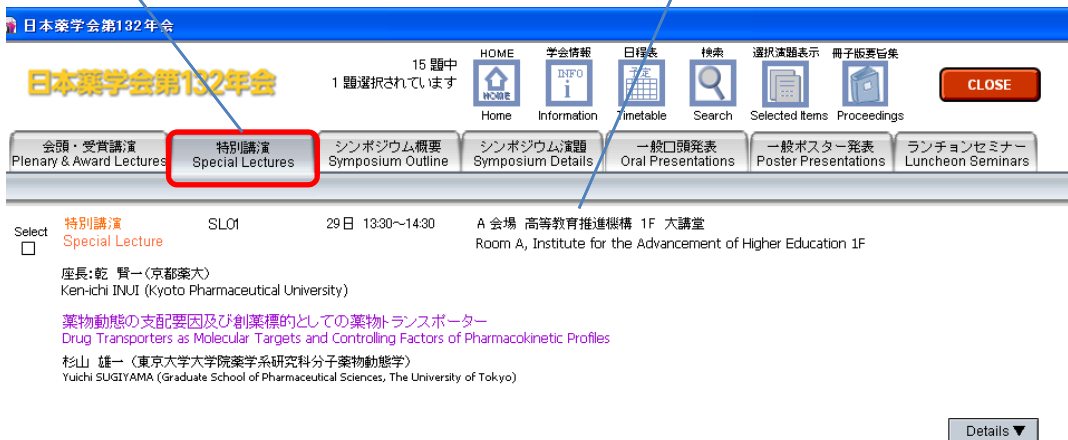 日本薬学会第132年会
日本薬学会第132年会
15 題中
1 題選択されています
HOME
Home
学会情報
INFO
i
Information
日程表
予定
Timetable
検索
Search
選択演題表示
Selected Items
冊子版要旨集
Proceedings
CLOSE
会頭・受賞講演
Plenary & Award Lectures
特別講演
Special Lectures
シンポジウム概要
Symposium Outline
シンポジウム演題
Symposium Details
一般口頭発表
Oral Presentations
一般ポスター発表
Poster Presentations
ランチョンセミナー
Luncheon Seminars
Select
特別講演 SL01 29日 13:30～14:30 A 会場 高等教育推進機構 1F 大講堂
Special Lecture Room A, Institute for the Advancement of Higher Education 1F
座長:乾 賢一(京都薬大)
Ken-ichi INUI (Kyoto Pharmaceutical University)
薬物動態の支配要因及び創薬標的としての薬物トランスポーター
Drug Transporters as Molecular Targets and Controlling Factors of Pharmacokinetic Profiles
杉山 雄一 (東京大学大学院薬学系研究科分子薬物動態学)
Yuichi SUGIYAMA (Graduate School of Pharmaceutical Sciences, The University of Tokyo)
Details ▼